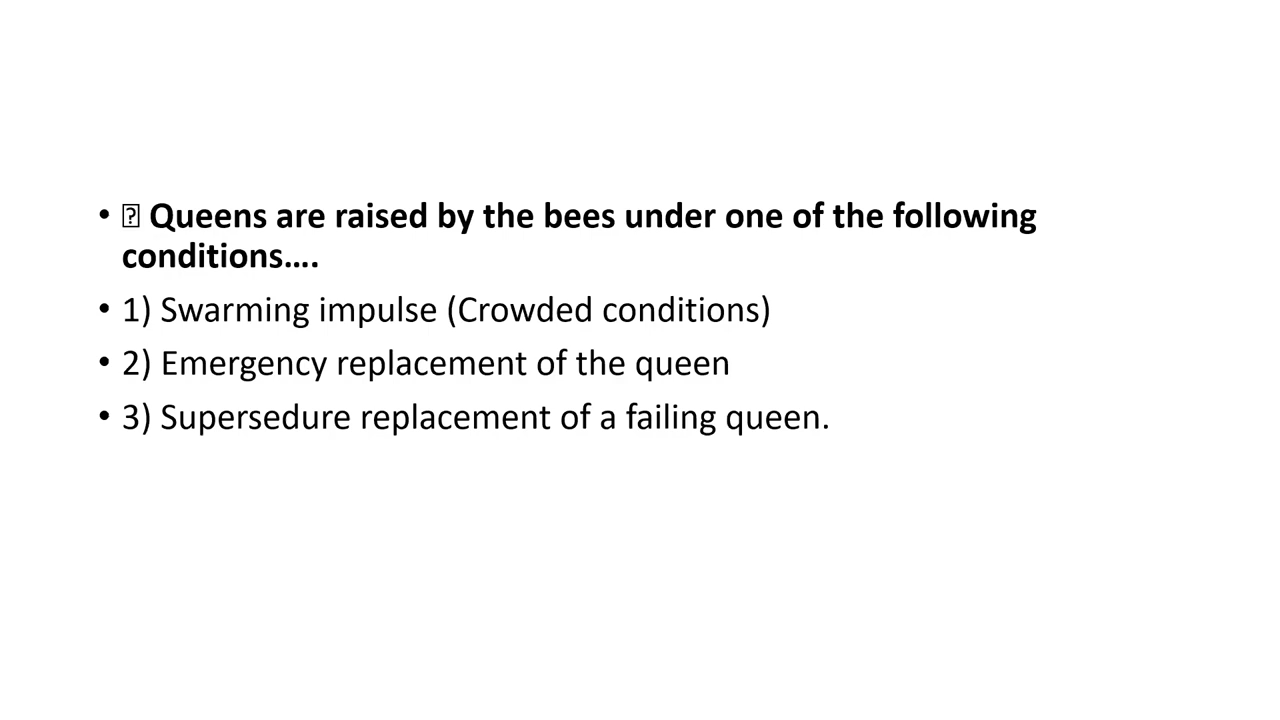 • ⍰ Queens are raised by the bees under one of the following
conditions….
• 1) Swarming impulse (Crowded conditions)
• 2) Emergency replacement of the queen
• 3) Supersedure replacement of a failing queen.